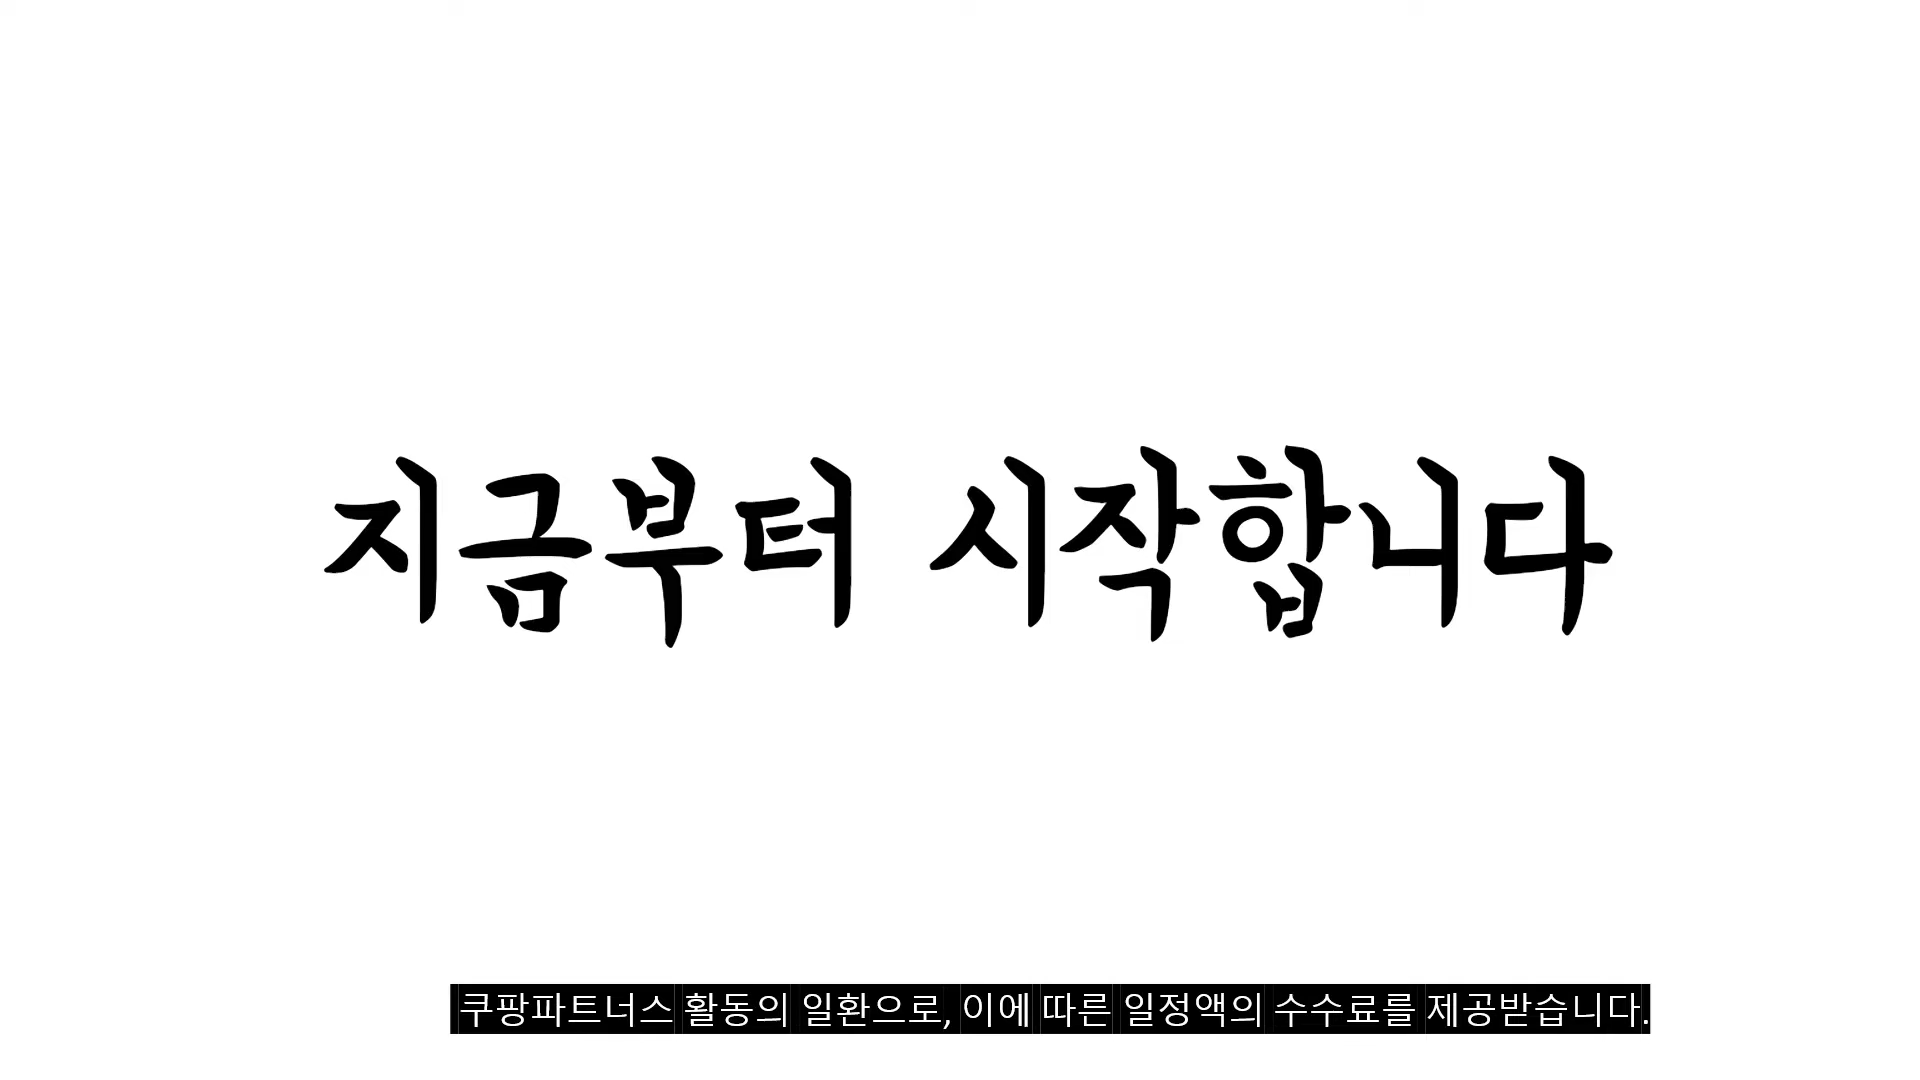 지금부터 시작합니다
쿠팡파트너스 활동의 일환으로, 이에 따른 일정액의 수수료를 제공받습니다.